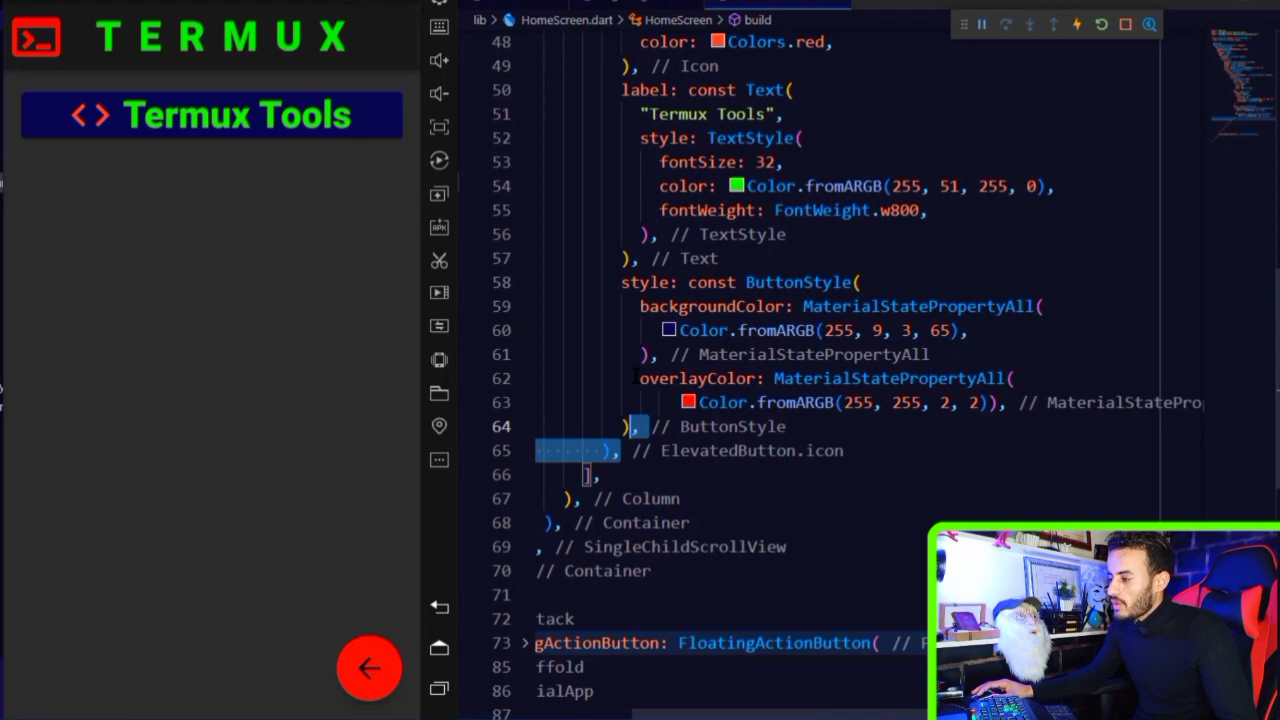 TERMUX
<> Termux Tools
lib > HomeScreen.dart > HomeScreen > build
48 color: Colors.red,
49 ), // Icon
50 label: const Text(
51 "Termux Tools",
52 style: TextStyle(
53 fontSize: 32,
54 color: Color.fromARGB(255, 51, 255, 0),
55 fontWeight: FontWeight.w800,
56 ), // TextStyle
57 ), // Text
58 style: const ButtonStyle(
59 backgroundColor: MaterialStatePropertyAll(
60 Color.fromARGB(255, 9, 3, 65),
61 ), // MaterialStatePropertyAll
62 overlayColor: MaterialStatePropertyAll(
63 Color.fromARGB(255, 255, 2, 2)), // MaterialStatePro
64 ), // ButtonStyle
65 ), // ElevatedButton.icon
66 ],
67 ), // Column
68 ), // Container
69 , // SingleChildScrollView
70 // Container
71
72 tack
73 > gActionButton: FloatingActionButton( // F
85 ffold
86 ialApp
87
APK